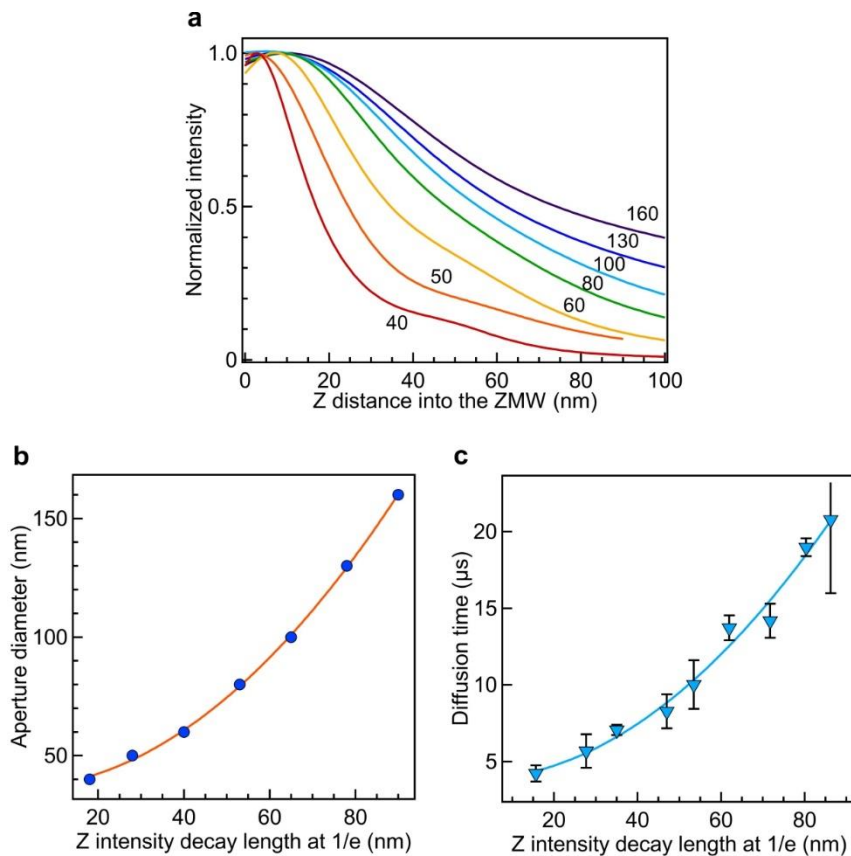 a
Normalized intensity
1.0
0.5
0
160
130
100
80
60
50
40
0 20 40 60 80 100
Z distance into the ZMW (nm)
b
Aperture diameter (nm)
150
100
50
20 40 60 80
Z intensity decay length at 1/e (nm)
c
Diffusion time (µs)
20
15
10
5
20 40 60 80
Z intensity decay length at 1/e (nm)